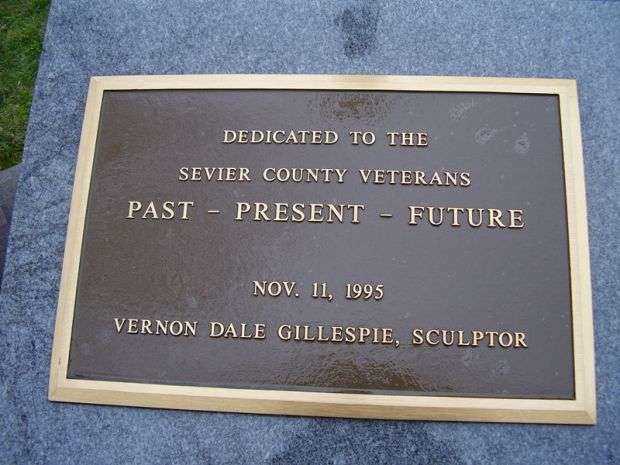 DEDICATED TO THE
SEVIER COUNTY VETERANS
PAST – PRESENT – FUTURE
NOV. 11, 1995
VERNON DALE GILLESPIE, SCULPTOR